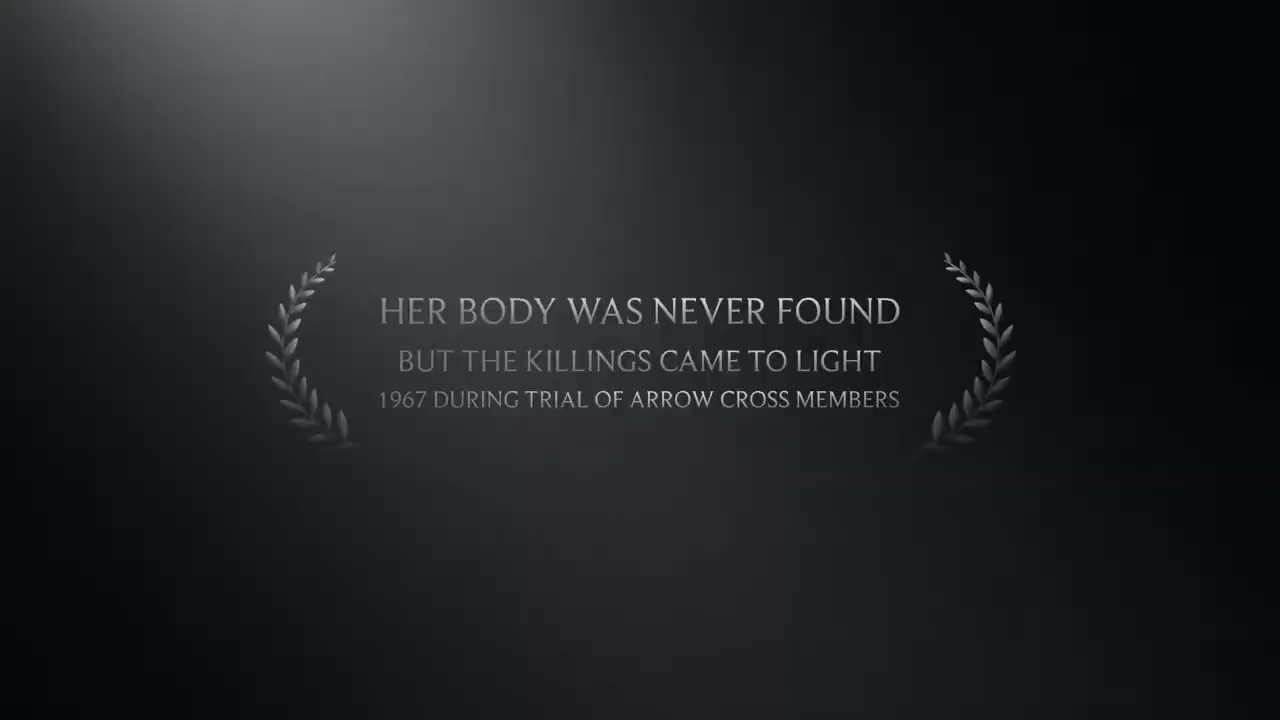 HER BODY WAS NEVER FOUND
BUT THE KILLINGS CAME TO LIGHT
1967 DURING TRIAL OF ARROW CROSS MEMBERS